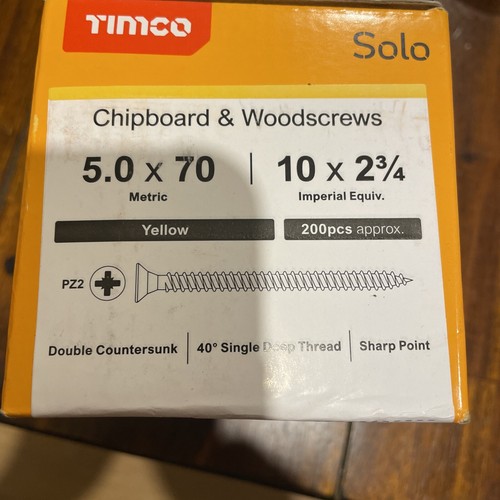 TIMCO
Solo
Chipboard & Woodscrews
5.0 x 70 | 10 x 2¾
Metric Imperial Equiv.
Yellow 200pcs approx.
PZ2
Double Countersunk | 40° Single Deep Thread | Sharp Point